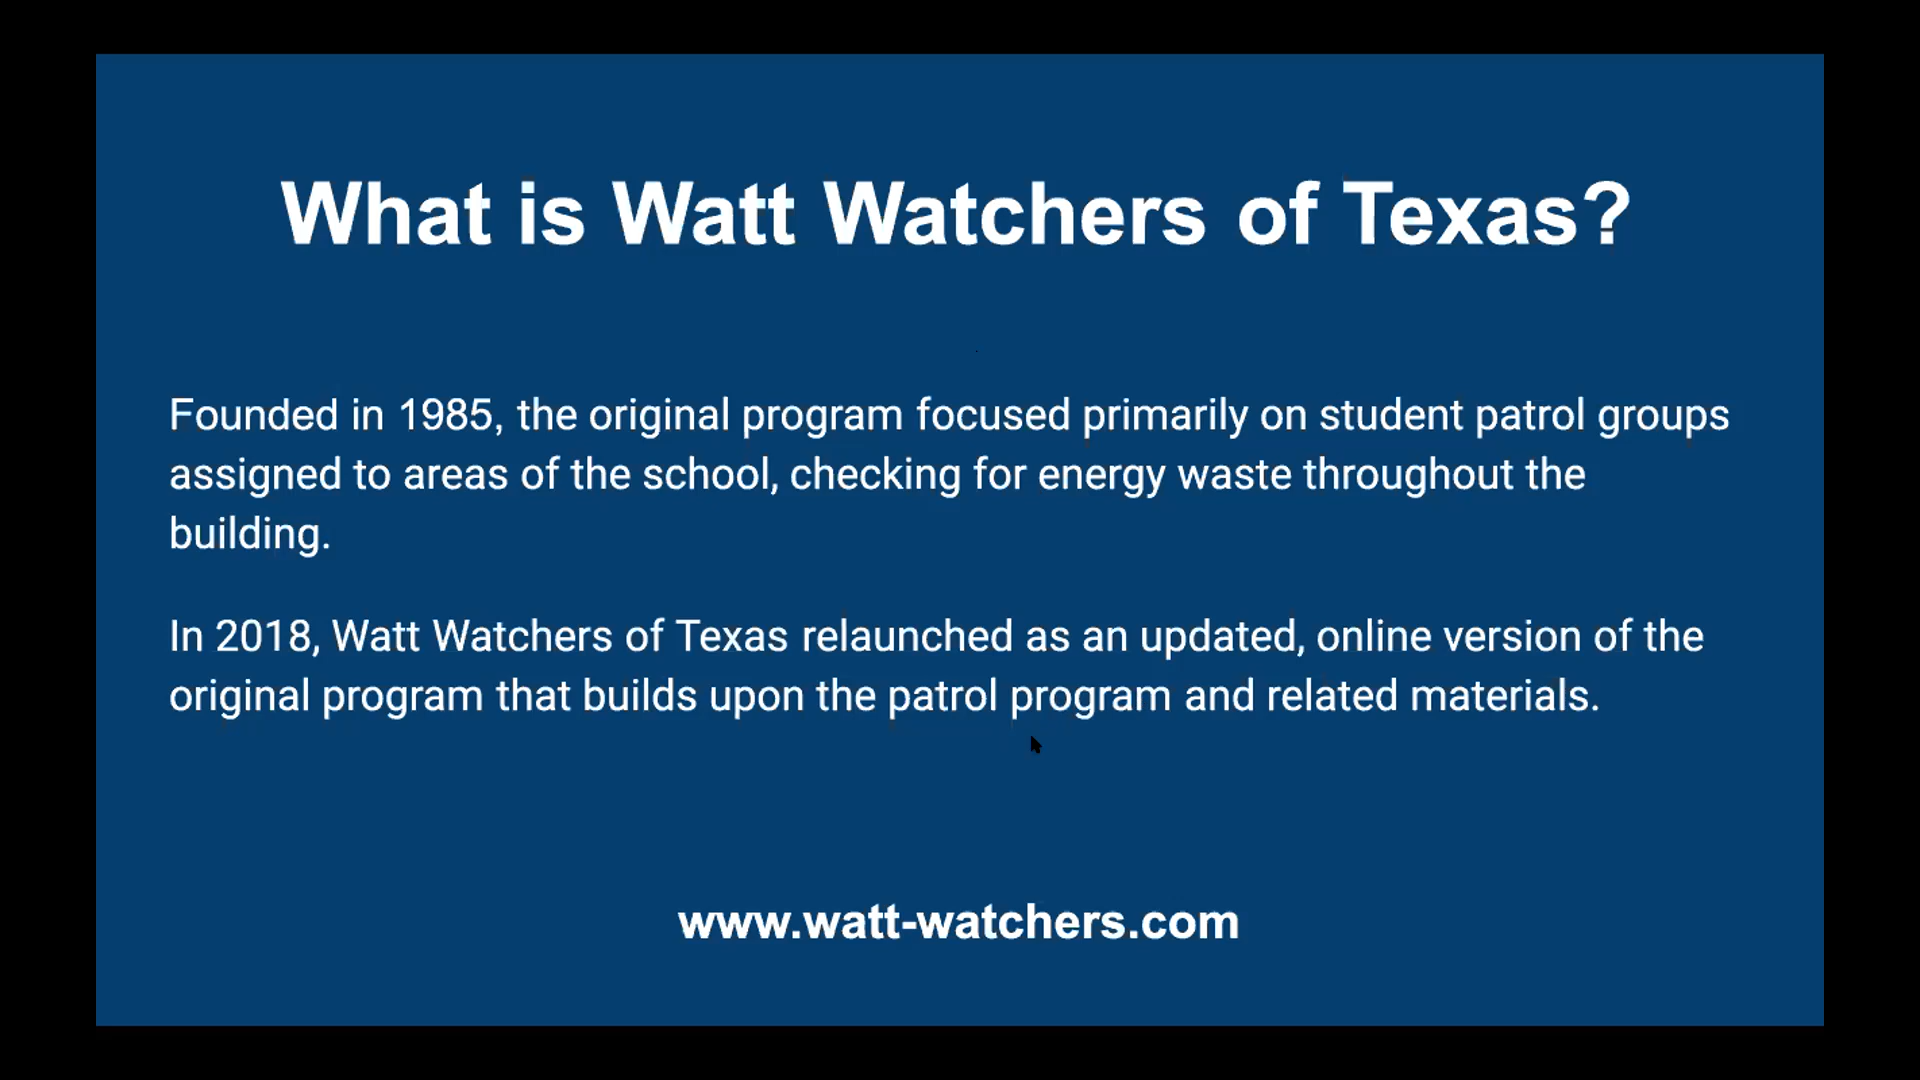 What is Watt Watchers of Texas?
Founded in 1985, the original program focused primarily on student patrol groups
assigned to areas of the school, checking for energy waste throughout the
building.
In 2018, Watt Watchers of Texas relaunched as an updated, online version of the
original program that builds upon the patrol program and related materials.
www.watt-watchers.com